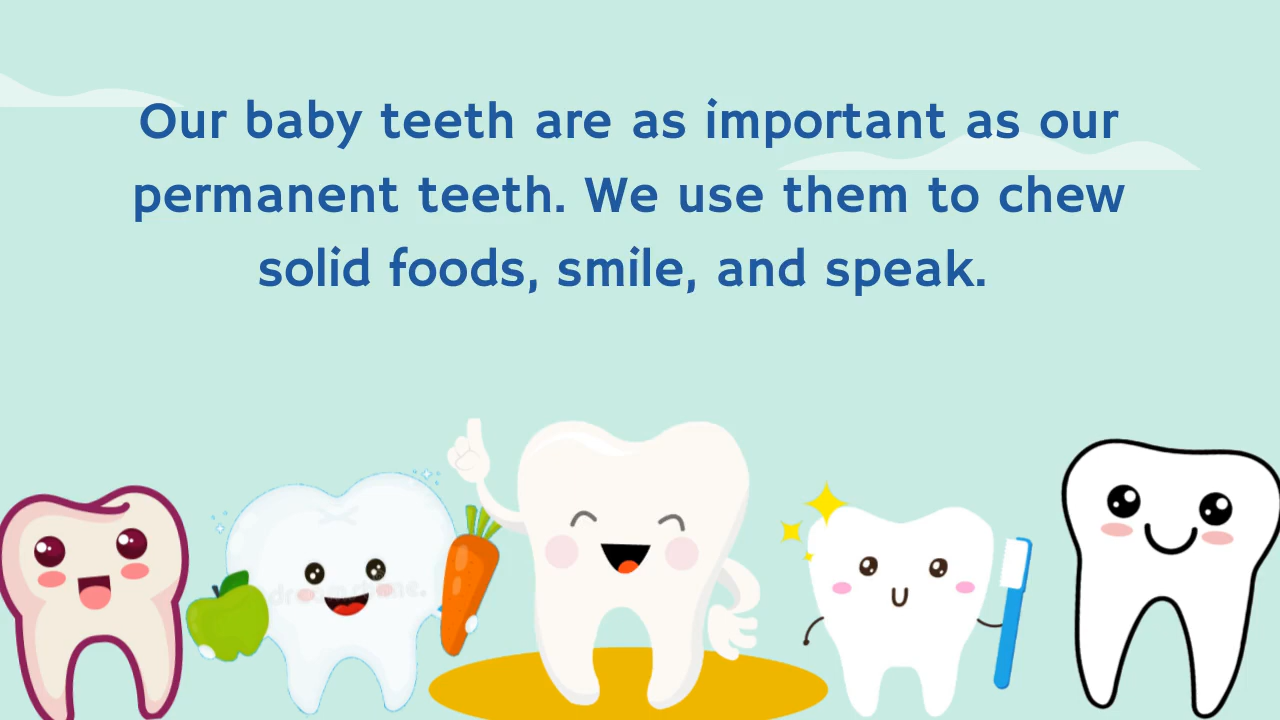 Our baby teeth are as important as our
permanent teeth. We use them to chew
solid foods, smile, and speak.